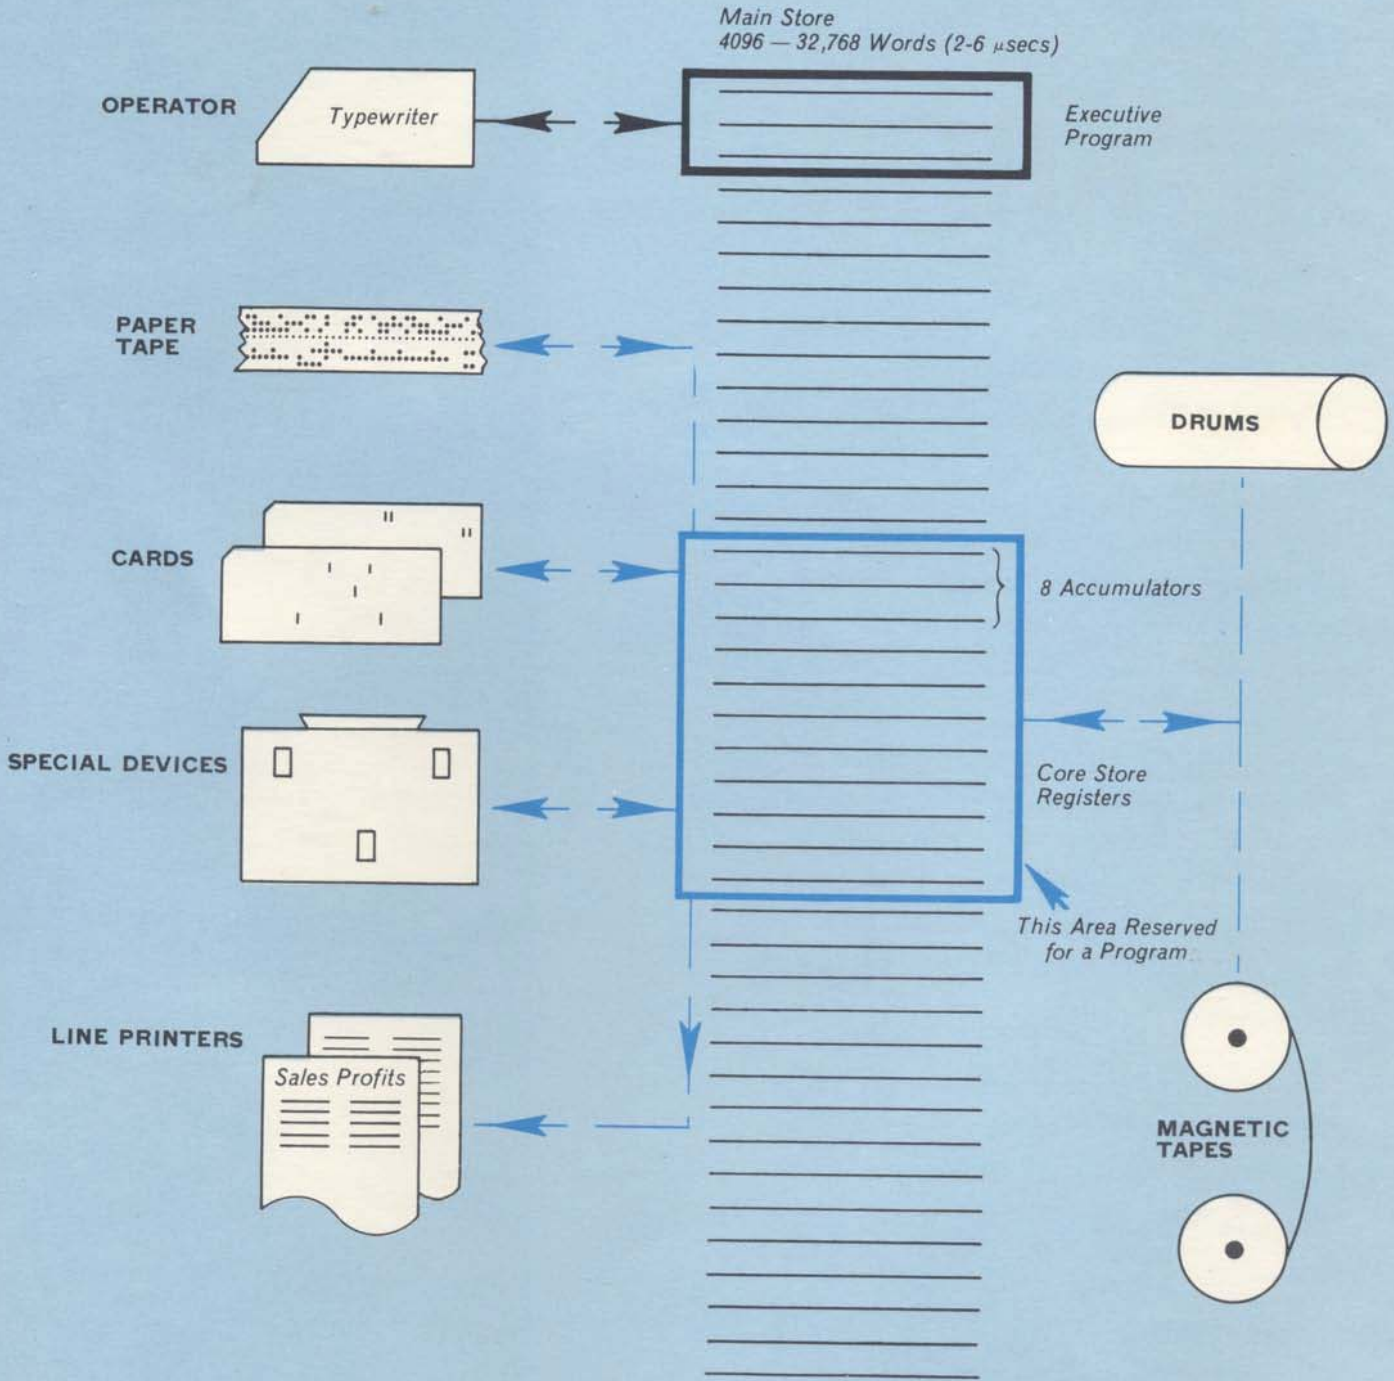 Main Store
4096 — 32,768 Words (2-6 μsecs)
OPERATOR
Typewriter
Executive
Program
PAPER
TAPE
DRUMS
CARDS
8 Accumulators
SPECIAL DEVICES
Core Store
Registers
This Area Reserved
for a Program
LINE PRINTERS
Sales Profits
MAGNETIC
TAPES